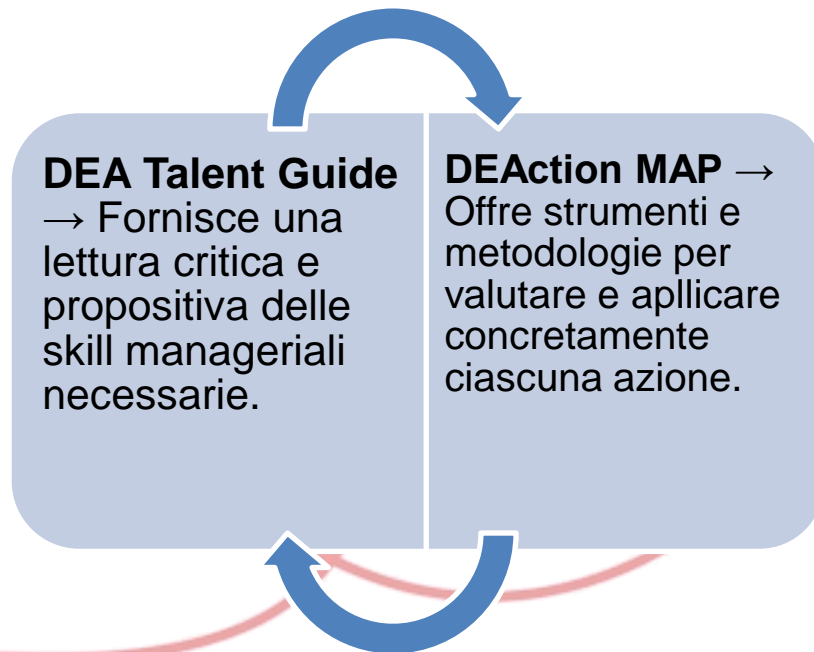 DEA Talent Guide
→ Fornisce una
lettura critica e
propositiva delle
skill manageriali
necessarie.
DEAction MAP →
Offre strumenti e
metodologie per
valutare e apllicare
concretamente
ciascuna azione.